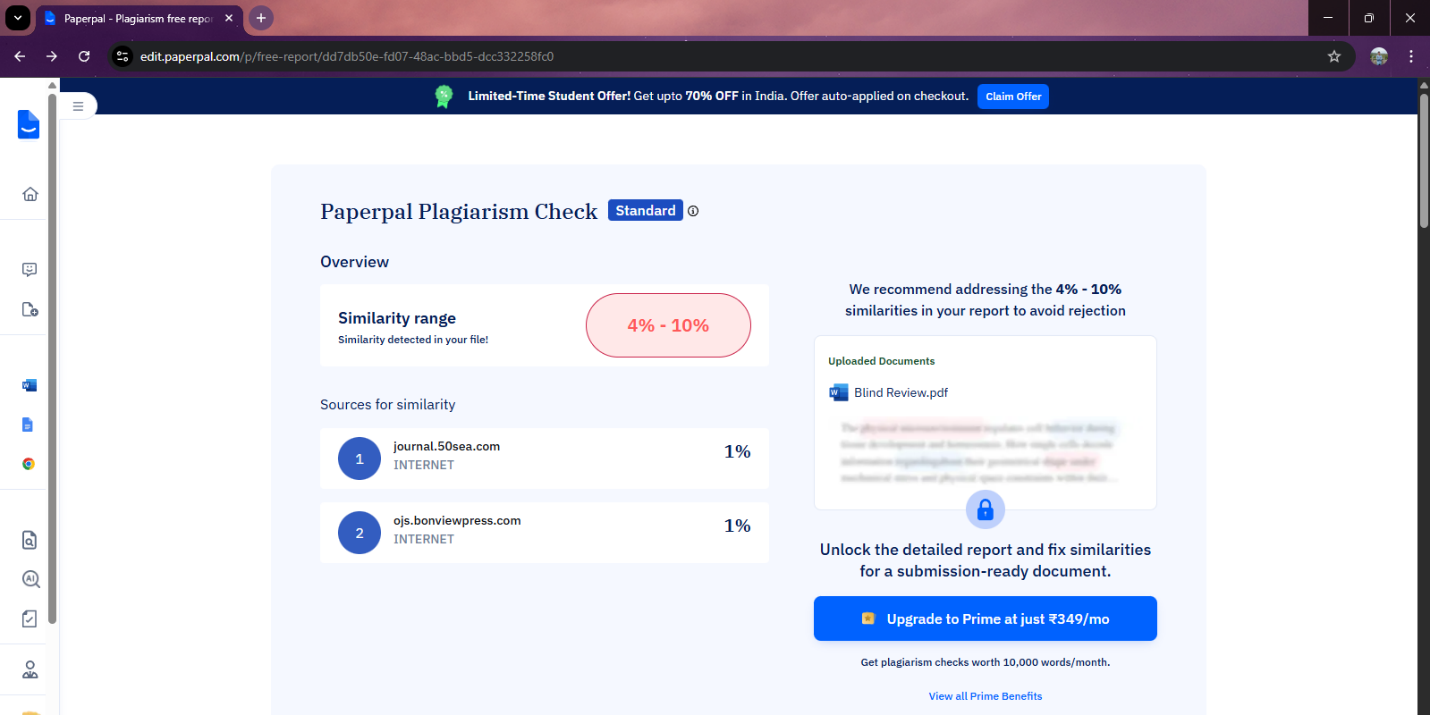 Paperpal - Plagiarism free repo
edit.paperpal.com/p/free-report/dd7db50e-fd07-48ac-bbd5-dcc332258fc0
Limited-Time Student Offer! Get upto 70% OFF in India. Offer auto-applied on checkout.
Claim Offer
Paperpal Plagiarism Check
Standard
Overview
Similarity range
Similarity detected in your file!
4% - 10%
Sources for similarity
1
journal.50sea.com
INTERNET
1%
2
ojs.bonviewpress.com
INTERNET
1%
We recommend addressing the 4% - 10%
similarities in your report to avoid rejection
Uploaded Documents
W
Blind Review.pdf
Unlock the detailed report and fix similarities
for a submission-ready document.
Upgrade to Prime at just ₹349/mo
Get plagiarism checks worth 10,000 words/month.
View all Prime Benefits
W
AI